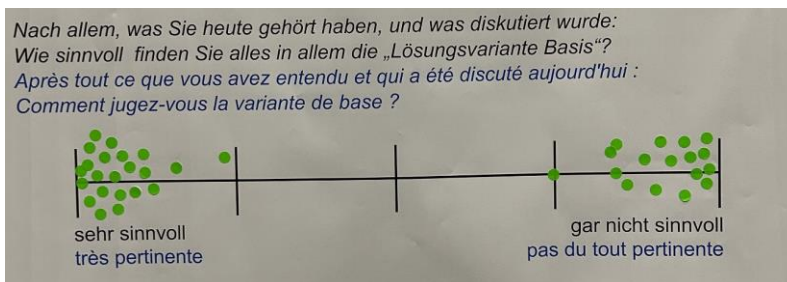 Nach allem, was Sie heute gehört haben, und was diskutiert wurde:
Wie sinnvoll finden Sie alles in allem die „Lösungsvariante Basis“?
Après tout ce que vous avez entendu et qui a été discuté aujourd'hui :
Comment jugez-vous la variante de base ?
sehr sinnvoll
très pertinente
gar nicht sinnvoll
pas du tout pertinente